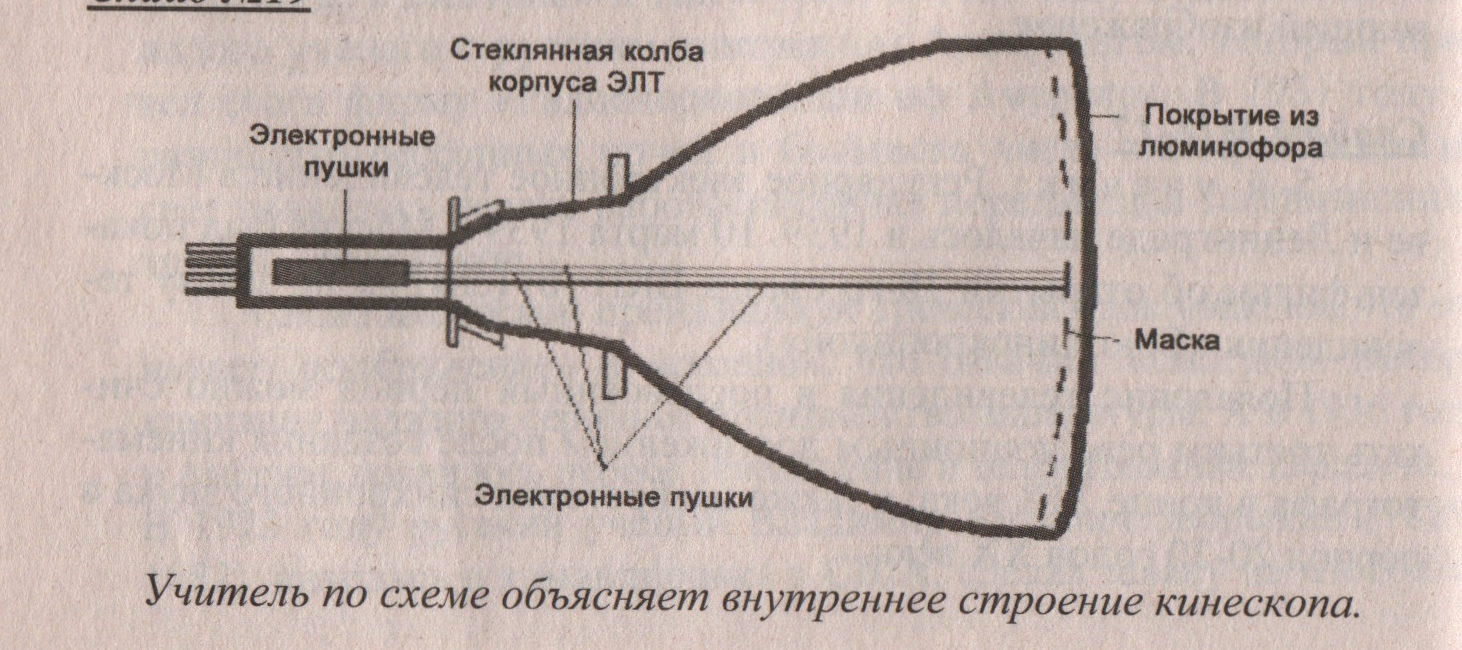 Стеклянная колба
корпуса ЭЛТ
Электронные
пушки
Покрытие из
люминофора
Маска
Электронные пушки
Учитель по схеме объясняет внутреннее строение кинескопа.